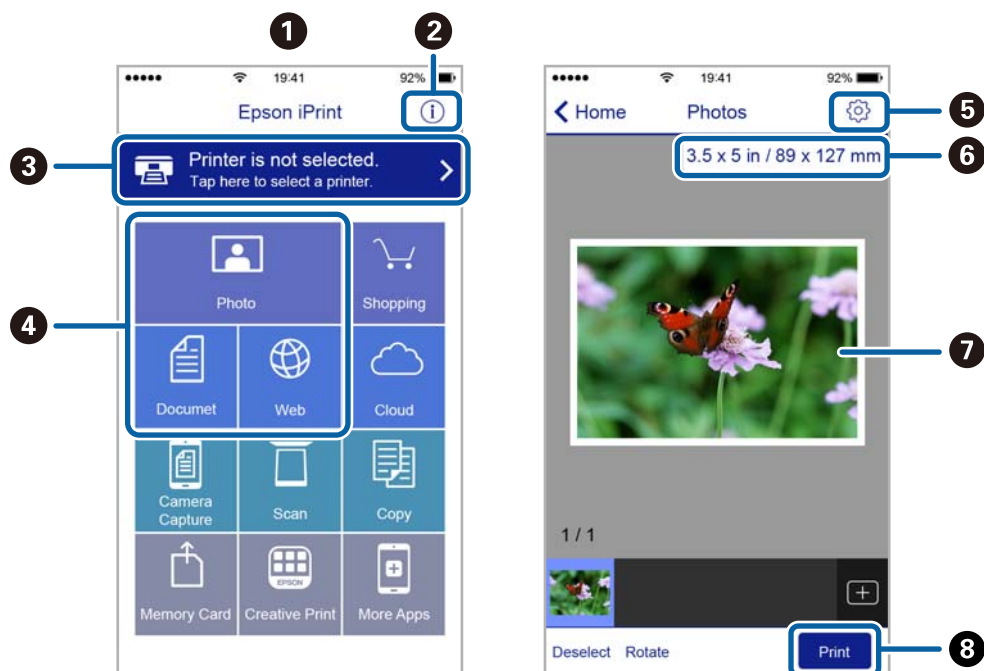 1
2
19:41
92%
Epson iPrint
i
3
Printer is not selected.
Tap here to select a printer.
4
Photo
Shopping
Documet
Web
Cloud
Camera
Capture
Scan
Copy
EPSON
Memory Card
Creative Print
More Apps
19:41
92%
Home
Photos
5
3.5 x 5 in / 89 x 127 mm
6
7
1 / 1
Deselect
Rotate
Print
8